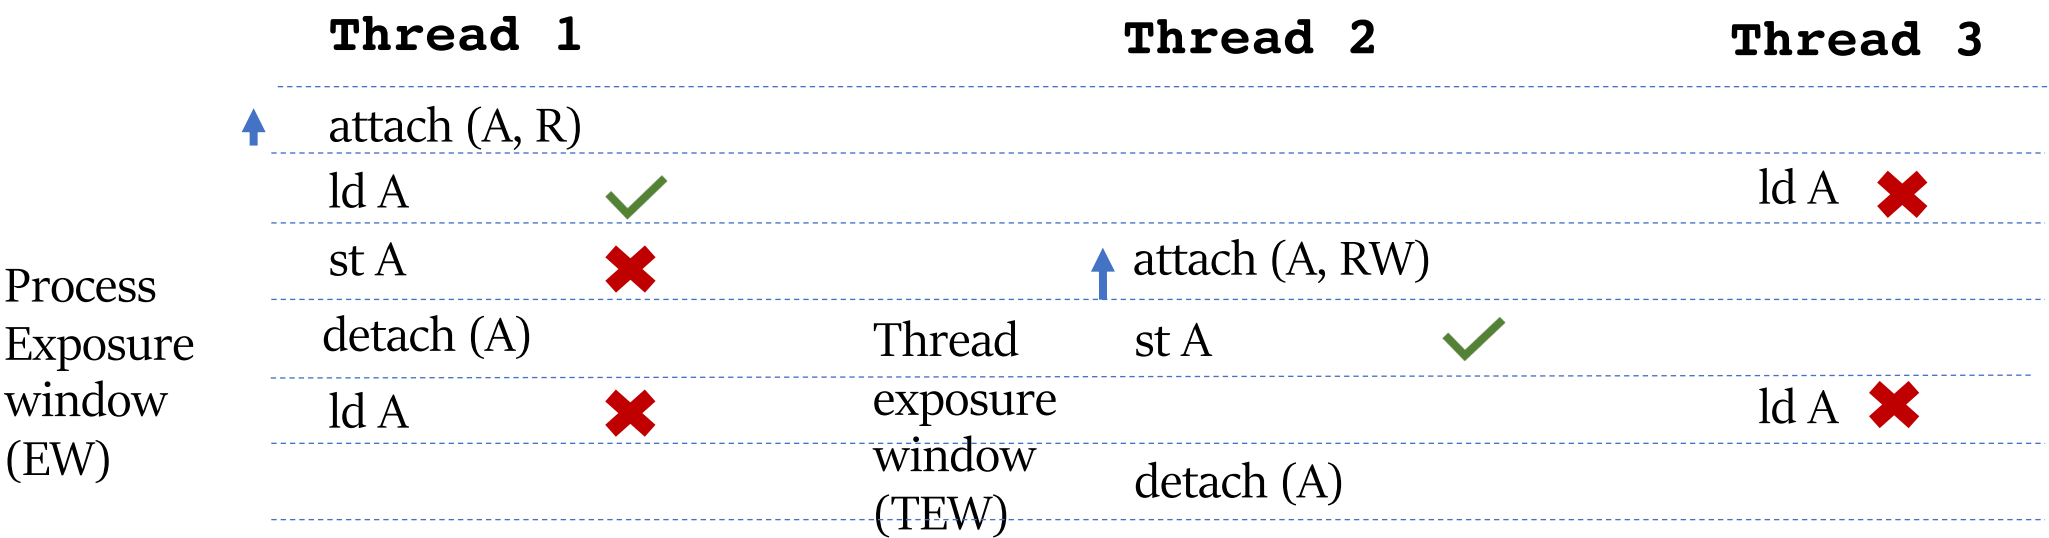 Thread 1 Thread 2 Thread 3
attach (A, R)
ld A ld A
st A attach (A, RW)
Process
Exposure
window
(EW)
detach (A) st A
Thread
exposure
window
(TEW)
ld A ld A
detach (A)